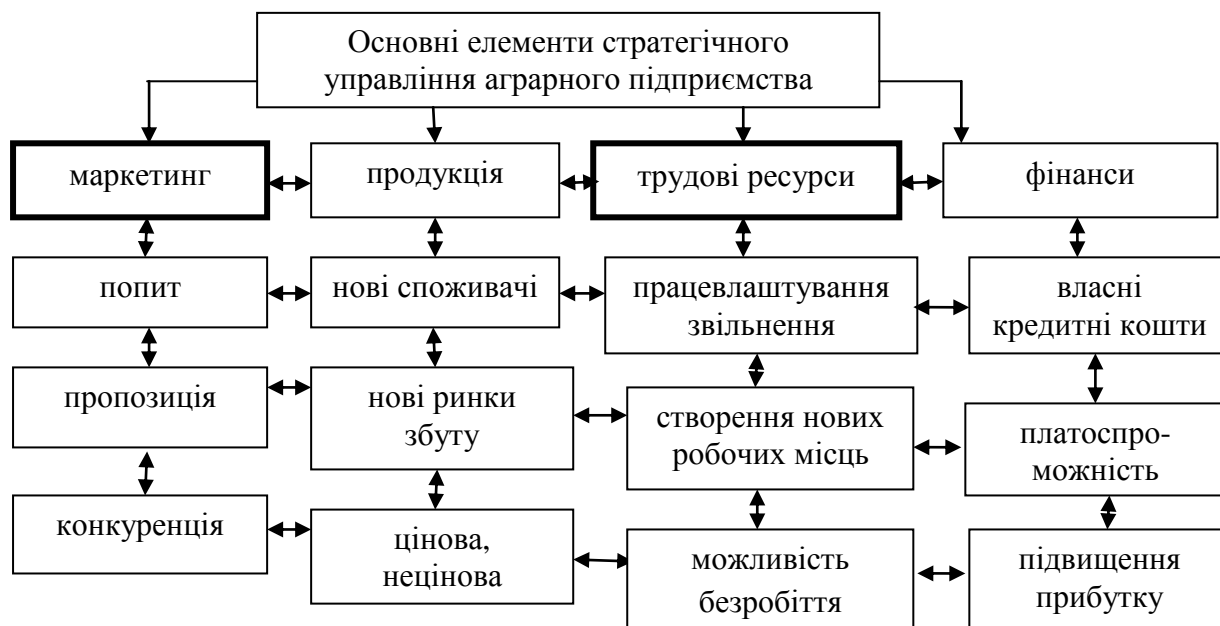 Основні елементи стратегічного
управління аграрного підприємства
маркетинг
продукція
трудові ресурси
фінанси
попит
нові споживачі
працевлаштування
звільнення
власні
кредитні кошти
пропозиція
нові ринки
збуту
створення нових
робочих місць
платоспро-
можність
конкуренція
цінова,
нецінова
можливість
безробіття
підвищення
прибутку